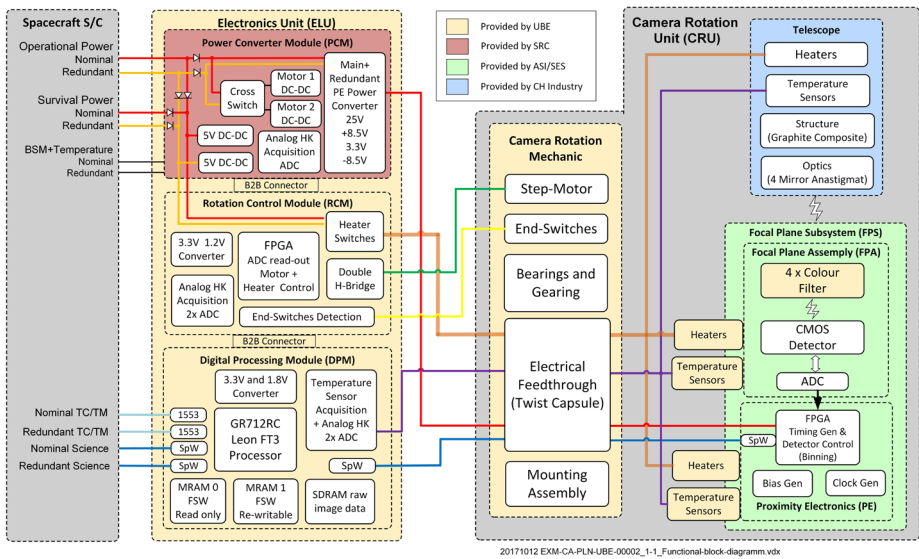 Spacecraft S/C
Operational Power
Nominal
Redundant
Survival Power
Nominal
Redundant
BSM+Temperature
Nominal
Redundant
Nominal TC/TM
Redundant TC/TM
Nominal Science
Redundant Science
Electronics Unit (ELU)
Power Converter Module (PCM)
Cross
Switch
Motor 1
DC-DC
Motor 2
DC-DC
5V DC-DC
5V DC-DC
Analog HK
Acquisition
ADC
Main+
Redundant
PE Power
Converter
25V
+8.5V
3.3V
-8.5V
B2B Connector
Rotation Control Module (RCM)
3.3V 1.2V
Converter
Analog HK
Acquisition
2x ADC
FPGA
ADC read-out
Motor +
Heater Control
Heater
Switches
Double
H-Bridge
End-Switches Detection
B2B Connector
Digital Processing Module (DPM)
3.3V and 1.8V
Converter
Temperature
Sensor
Acquisition
+ Analog HK
2x ADC
1553
1553
SpW
SpW
GR712RC
Leon FT3
Processor
SpW
MRAM 0
FSW
Read only
MRAM 1
FSW
Re-writable
SDRAM raw
image data
Provided by UBE
Provided by SRC
Provided by ASI/SES
Provided by CH Industry
Camera Rotation
Unit (CRU)
Camera Rotation
Mechanic
Step-Motor
End-Switches
Bearings and
Gearing
Electrical
Feedthrough
(Twist Capsule)
Mounting
Assembly
Telescope
Heaters
Temperature
Sensors
Structure
(Graphite Composite)
Optics
(4 Mirror Anastigmat)
Focal Plane Subsystem (FPS)
Focal Plane Assemply (FPA)
4 x Colour
Filter
CMOS
Detector
ADC
Heaters
Temperature
Sensors
FPGA
Timing Gen &
Detector Control
(Binning)
SpW
Heaters
Temperature
Sensors
Bias Gen
Clock Gen
Proximity Electronics (PE)
20171012 EXM-CA-PLN-UBE-00002_1-1_Functional-block-diagramm.vdx